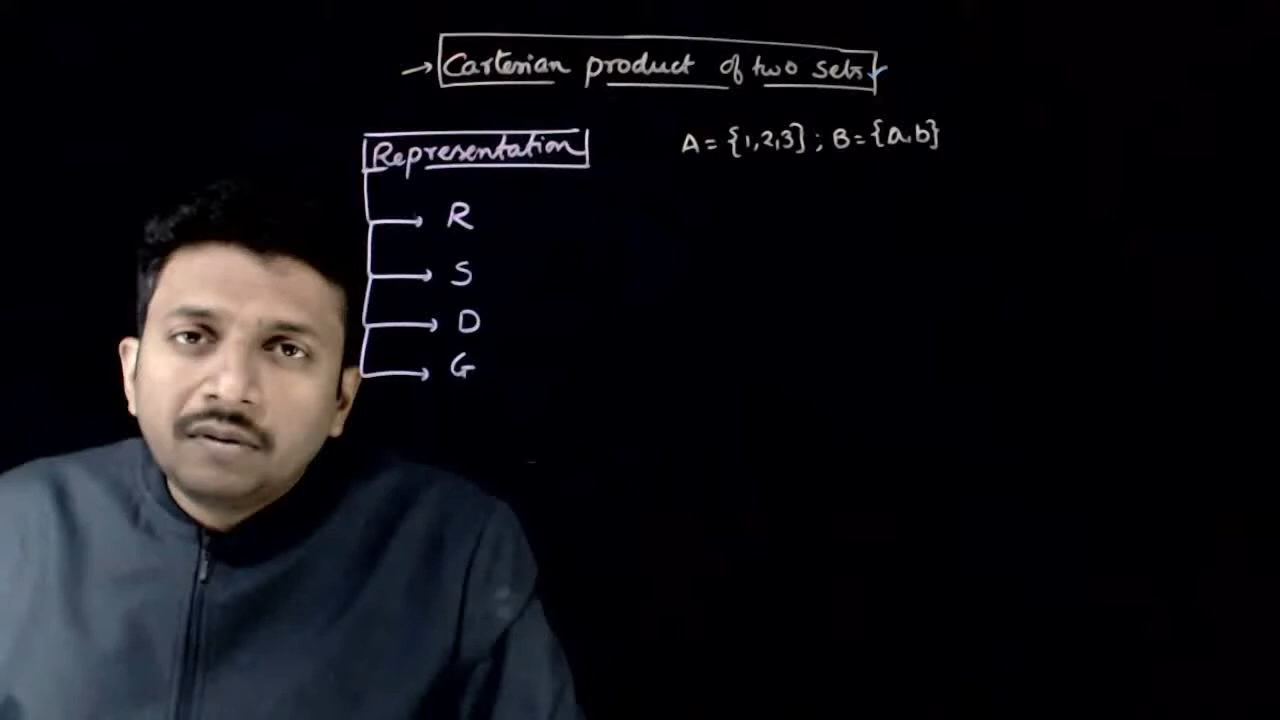 → Cartesian product of two sets
Representation
A = {1,2,3} ; B = {a,b}
R
S
D
G